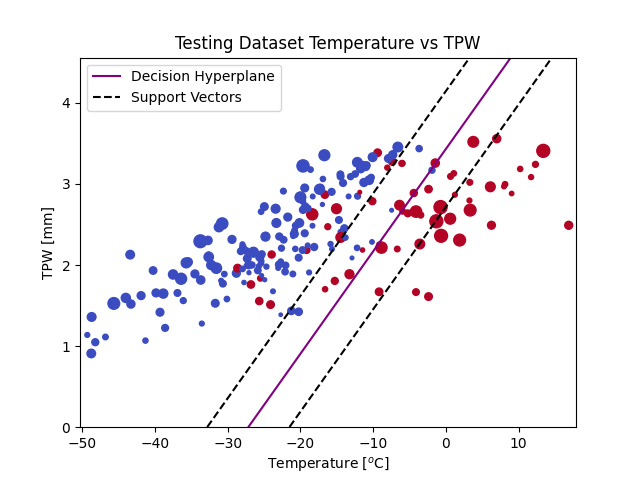 Testing Dataset Temperature vs TPW
Decision Hyperplane
Support Vectors
TPW [mm]
4
3
2
1
0
−50 −40 −30 −20 −10 0 10
Temperature [°C]